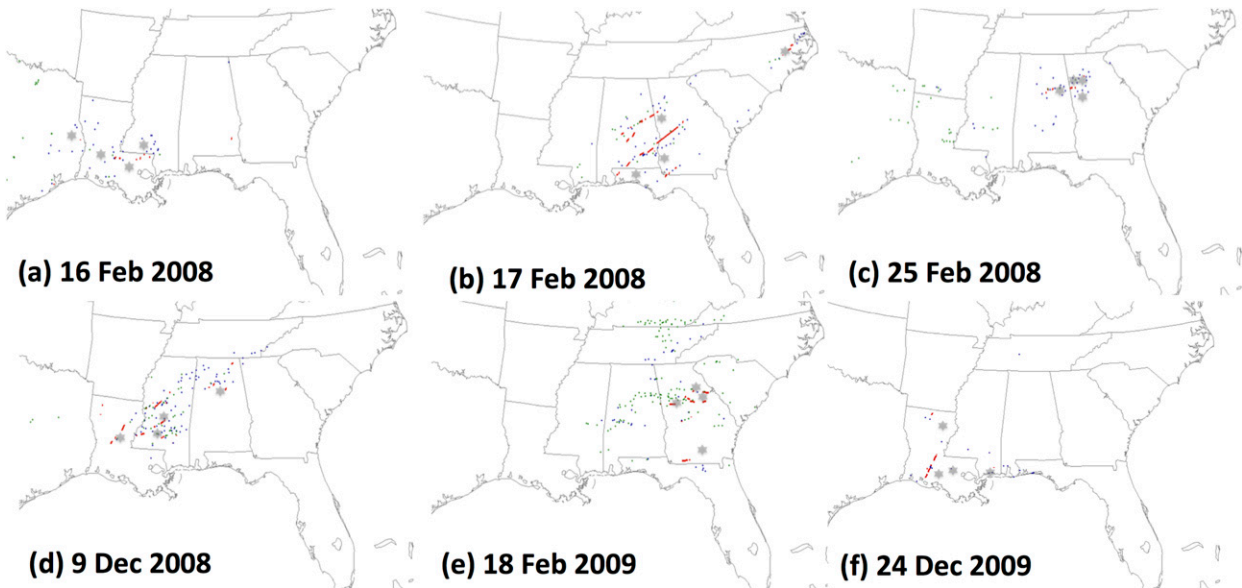 (a) 16 Feb 2008
(b) 17 Feb 2008
(c) 25 Feb 2008
(d) 9 Dec 2008
(e) 18 Feb 2009
(f) 24 Dec 2009